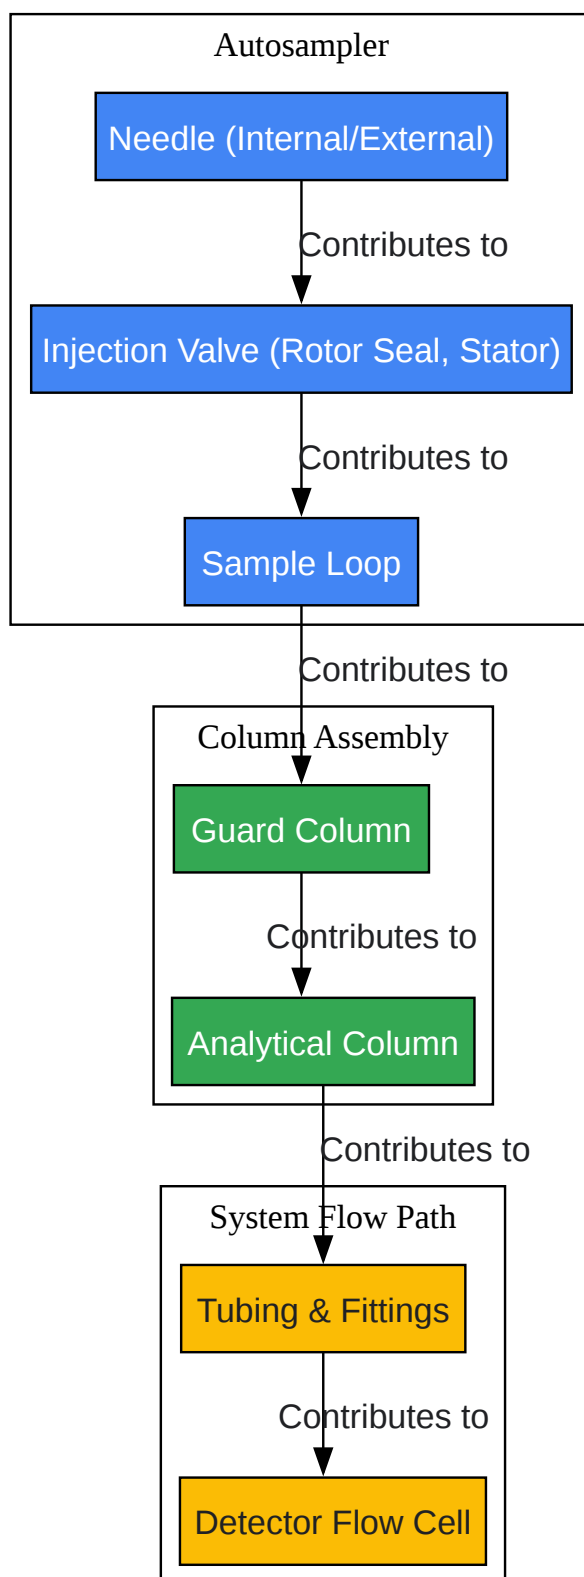 Autosampler
Needle (Internal/External)
Contributes to
Injection Valve (Rotor Seal, Stator)
Contributes to
Sample Loop
Contributes to
Column Assembly
Guard Column
Contributes to
Analytical Column
Contributes to
System Flow Path
Tubing & Fittings
Contributes to
Detector Flow Cell